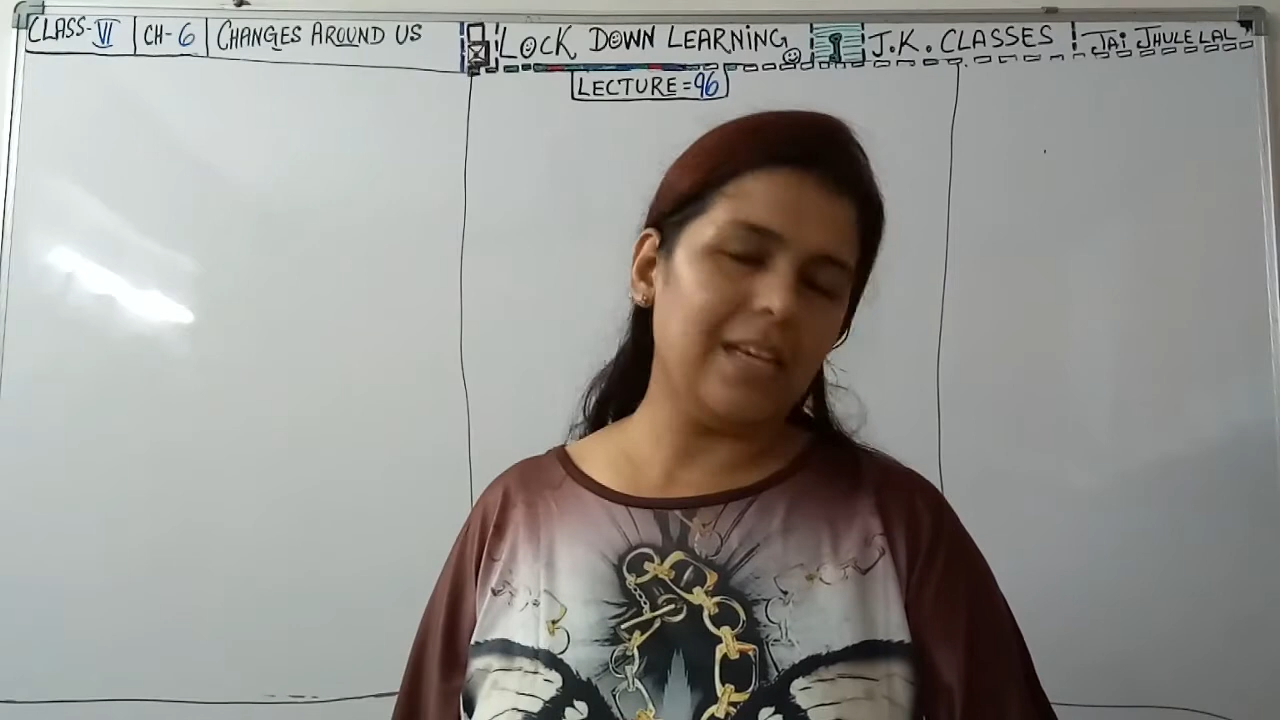 CLASS-VI CH-6 CHANGES AROUND US LOCK DOWN LEARNING J.K. CLASSES JAI JHULELAL
LECTURE=96